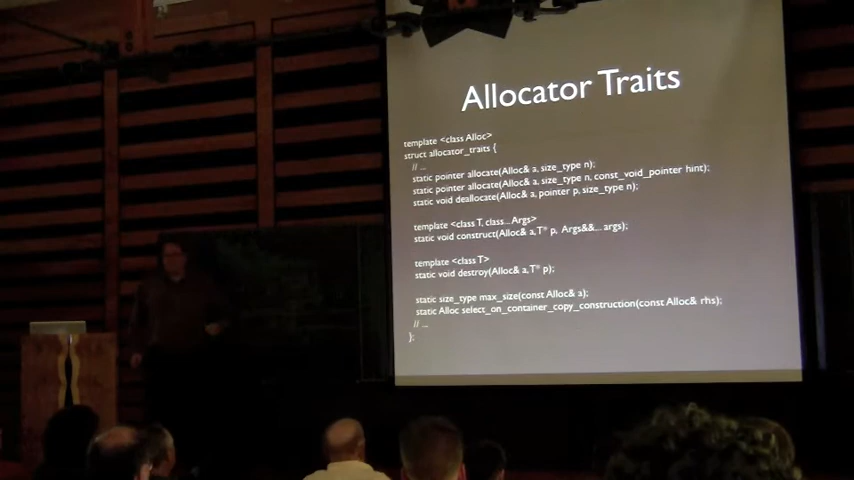 Allocator Traits
template <class Alloc>
struct allocator_traits {
// ...
static pointer allocate(Alloc& a, size_type n);
static pointer allocate(Alloc& a, size_type n, const_void_pointer hint);
static void deallocate(Alloc& a, pointer p, size_type n);
template <class T, class... Args>
static void construct(Alloc& a, T* p, Args&&... args);
template <class T>
static void destroy(Alloc& a, T* p);
static size_type max_size(const Alloc& a);
static Alloc select_on_container_copy_construction(const Alloc& rhs);
// ...
};